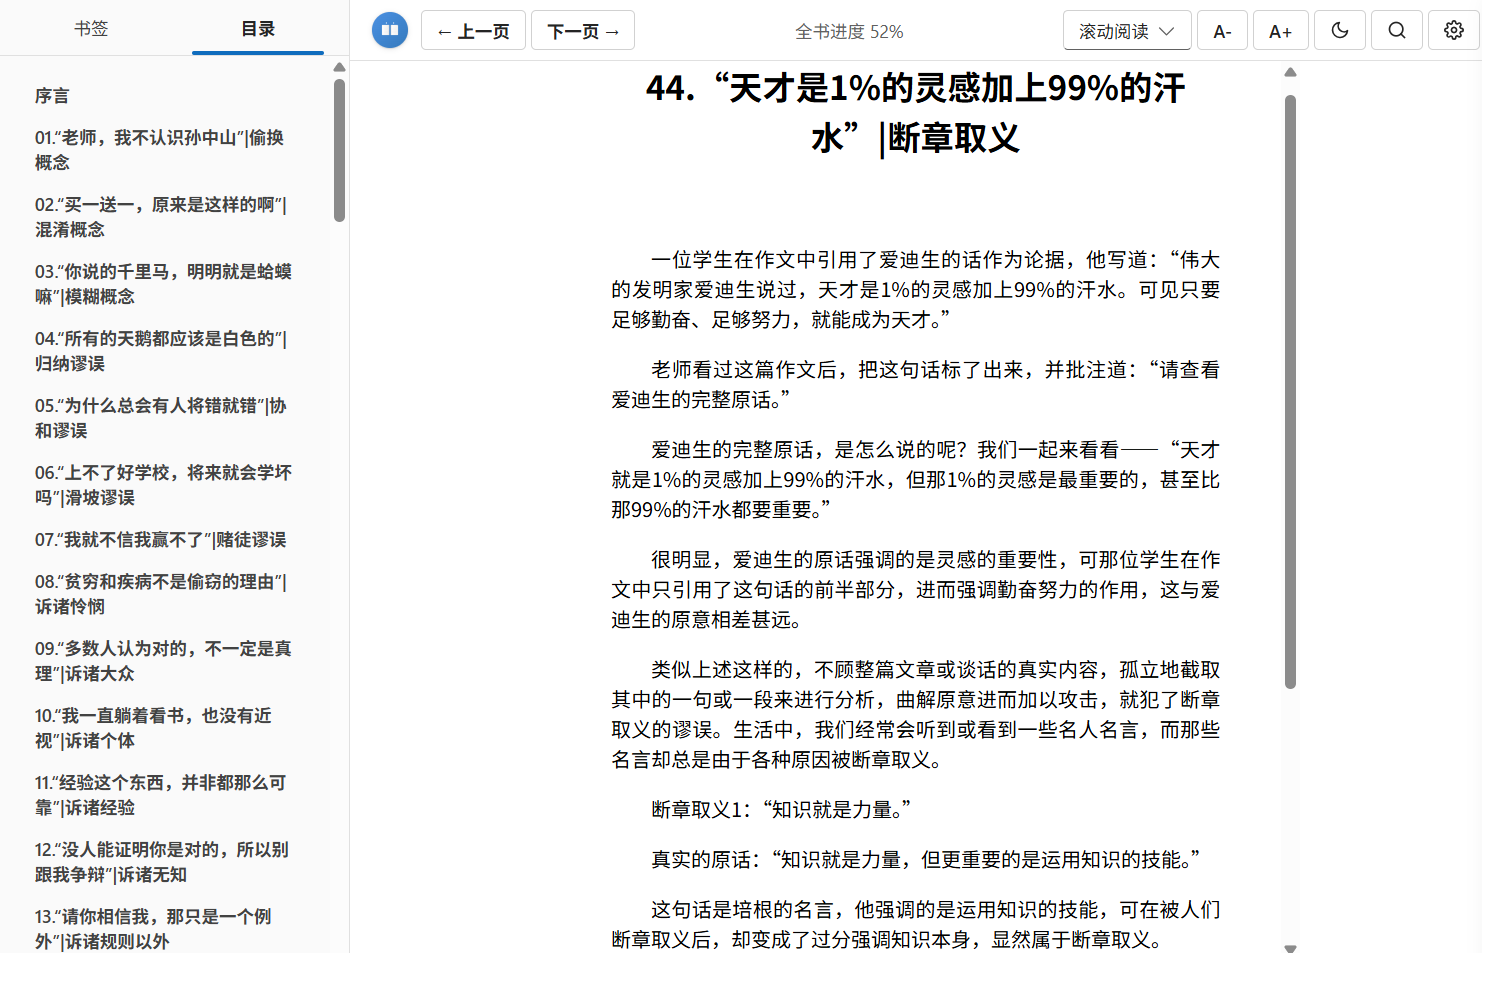 书签
目录
序言
01.“老师，我不认识孙中山”|偷换
概念
02.“买一送一，原来是这样的啊”|
混淆概念
03.“你说的千里马，明明就是蛤蟆
嘛”|模糊概念
04.“所有的天鹅都应该是白色的”|
归纳谬误
05.“为什么总会有人将错就错”|协
和谬误
06.“上不了好学校，将来就会学坏
吗”|滑坡谬误
07.“我就不信我赢不了”|赌徒谬误
08.“贫穷和疾病不是偷窃的理由”|
诉诸怜悯
09.“多数人认为对的，不一定是真
理”|诉诸大众
10.“我一直躺着看书，也没有近
视”|诉诸个体
11.“经验这个东西，并非都那么可
靠”|诉诸经验
12.“没人能证明你是对的，所以别
跟我争辩”|诉诸无知
13.“请你相信我，那只是一个例
外”|诉诸规则以外
← 上一页
下一页 →
全书进度 52%
滚动阅读
A-
A+
44.“天才是1%的灵感加上99%的汗
水”|断章取义
一位学生在作文中引用了爱迪生的话作为论据，他写道：“伟大
的发明家爱迪生说过，天才是1%的灵感加上99%的汗水。可见只要
足够勤奋、足够努力，就能成为天才。”
老师看过这篇作文后，把这句话标了出来，并批注道：“请查看
爱迪生的完整原话。”
爱迪生的完整原话，是怎么说的呢？我们一起来看看——“天才
就是1%的灵感加上99%的汗水，但那1%的灵感是最重要的，甚至比
那99%的汗水都要重要。”
很明显，爱迪生的原话强调的是灵感的重要性，可那位学生在作
文中只引用了这句话的前半部分，进而强调勤奋努力的作用，这与爱
迪生的原意相差甚远。
类似上述这样的，不顾整篇文章或谈话的真实内容，孤立地截取
其中的一句或一段来进行分析，曲解原意进而加以攻击，就犯了断章
取义的谬误。生活中，我们经常会听到或看到一些名人名言，而那些
名言却总是由于各种原因被断章取义。
断章取义1：“知识就是力量。”
真实的原话：“知识就是力量，但更重要的是运用知识的技能。”
这句话是培根的名言，他强调的是运用知识的技能，可在被人们
断章取义后，却变成了过分强调知识本身，显然属于断章取义。